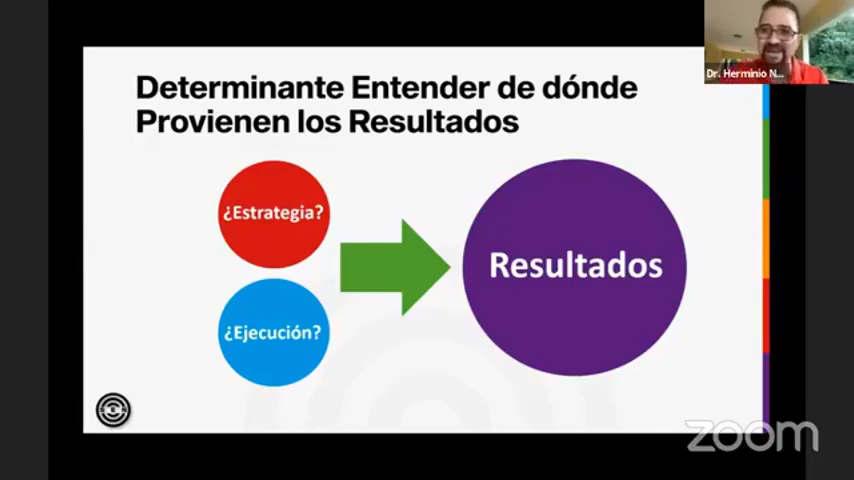 Determinante Entender de dónde
Provienen los Resultados
¿Estrategia?
¿Ejecución?
Resultados
Dr. Herminio N...
zoom